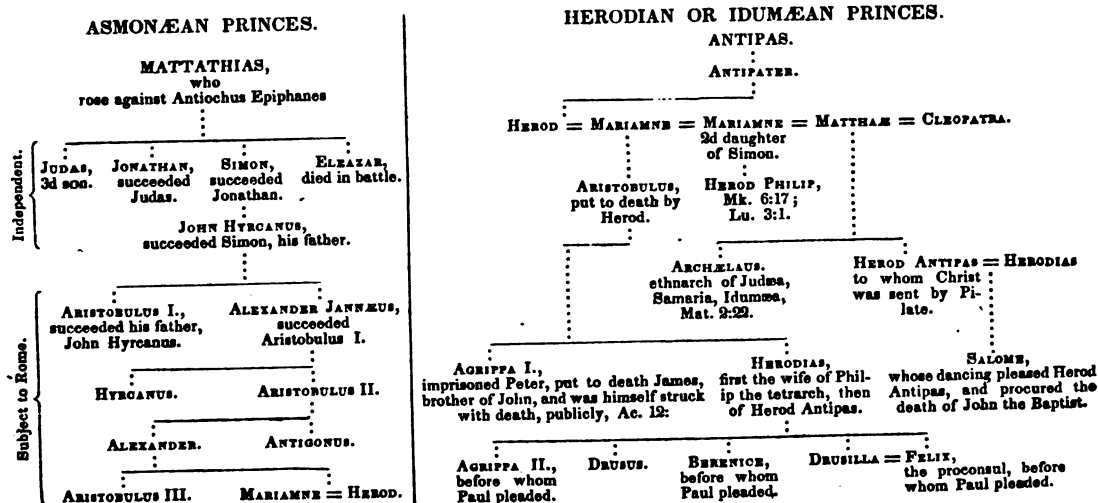 ASMONÆAN PRINCES.
MATTATHIAS,
who
rose against Antiochus Epiphanes
Independent.
JUDAS,
3d son.
JONATHAN,
succeeded
Judas.
SIMON,
succeeded
Jonathan.
ELEAZAR,
died in battle.
JOHN HYRCANUS,
succeeded Simon, his father.
Subject to Rome.
ARISTOBULUS I.,
succeeded his father,
John Hyrcanus.
ALEXANDER JANNÆUS,
succeeded
Aristobulus I.
HYRCANUS.
ARISTOBULUS II.
ALEXANDER.
ANTIGONUS.
ARISTOBULUS III.
MARIAMNE = HEROD.
HERODIAN OR IDUMÆAN PRINCES.
ANTIPAS.
ANTIPATER.
HEROD = MARIAMNE = MARIAMNE = MATTHAÆ = CLEOPATRA.
2d daughter
of Simon.
ARISTOBULUS,
put to death by
Herod.
HEROD PHILIP,
Mk. 6:17;
Lu. 3:1.
ARCHÆLAUS.
ethnarch of Judæa,
Samaria, Idumæa,
Mat. 2:22.
HEROD ANTIPAS = HERODIAS
to whom Christ
was sent by Pi-
late.
AGRIPPA I.,
imprisoned Peter, put to death James,
brother of John, and was himself struck
with death, publicly, Ac. 12:
HERODIAS,
first the wife of Phil-
ip the tetrarch, then
of Herod Antipas.
SALOME,
whose dancing pleased Herod
Antipas, and procured the
death of John the Baptist.
AGRIPPA II.,
before whom
Paul pleaded.
DRUSUS.
BERENICE,
before whom
Paul pleaded.
DRUSILLA = FELIX,
the proconsul, before
whom Paul pleaded.